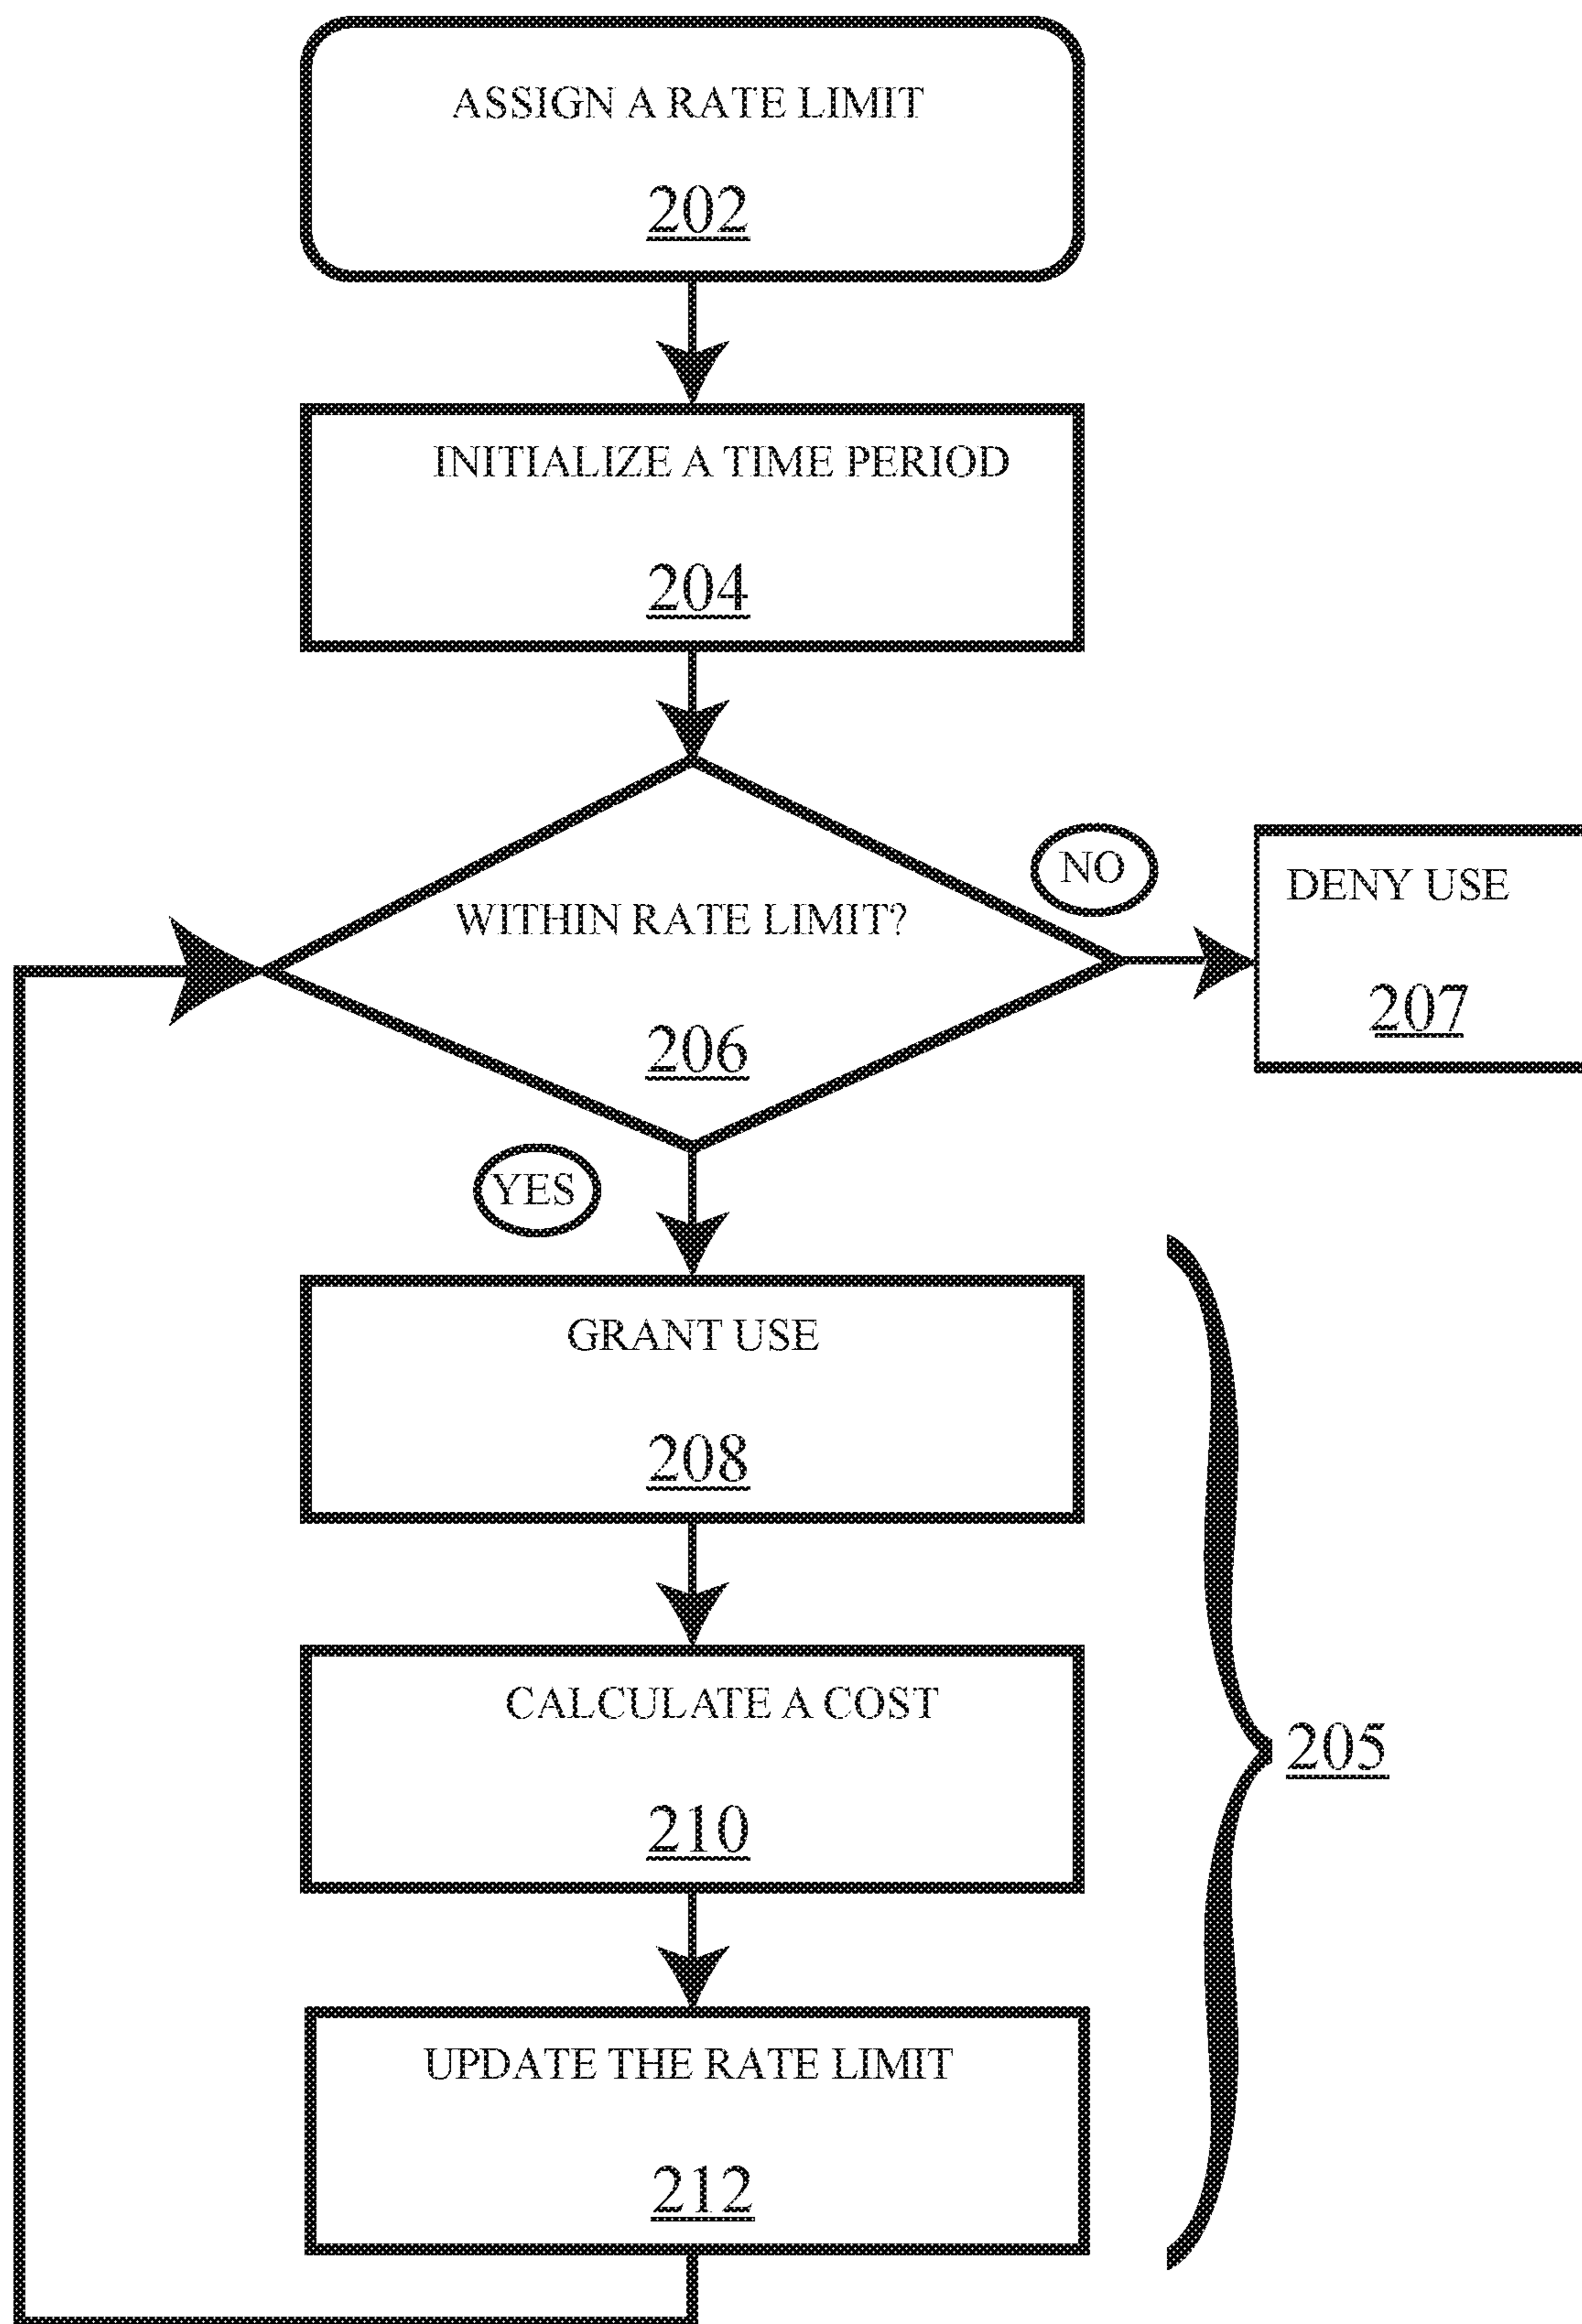 ASSIGN A RATE LIMIT
202
INITIALIZE A TIME PERIOD
204
WITHIN RATE LIMIT?
206
NO
DENY USE
207
YES
GRANT USE
208
CALCULATE A COST
210
205
UPDATE THE RATE LIMIT
212